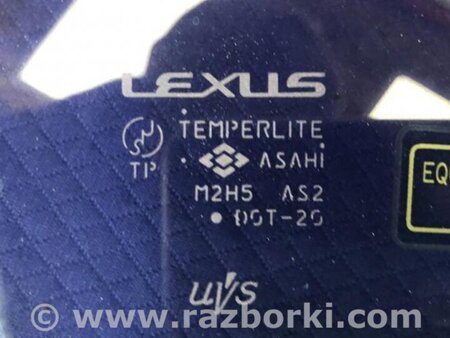 LEXUS
TEMPERLITE
TP ASAHI
M2H5 AS2
DOT-20
EQ
uvs
© www.razborki.com